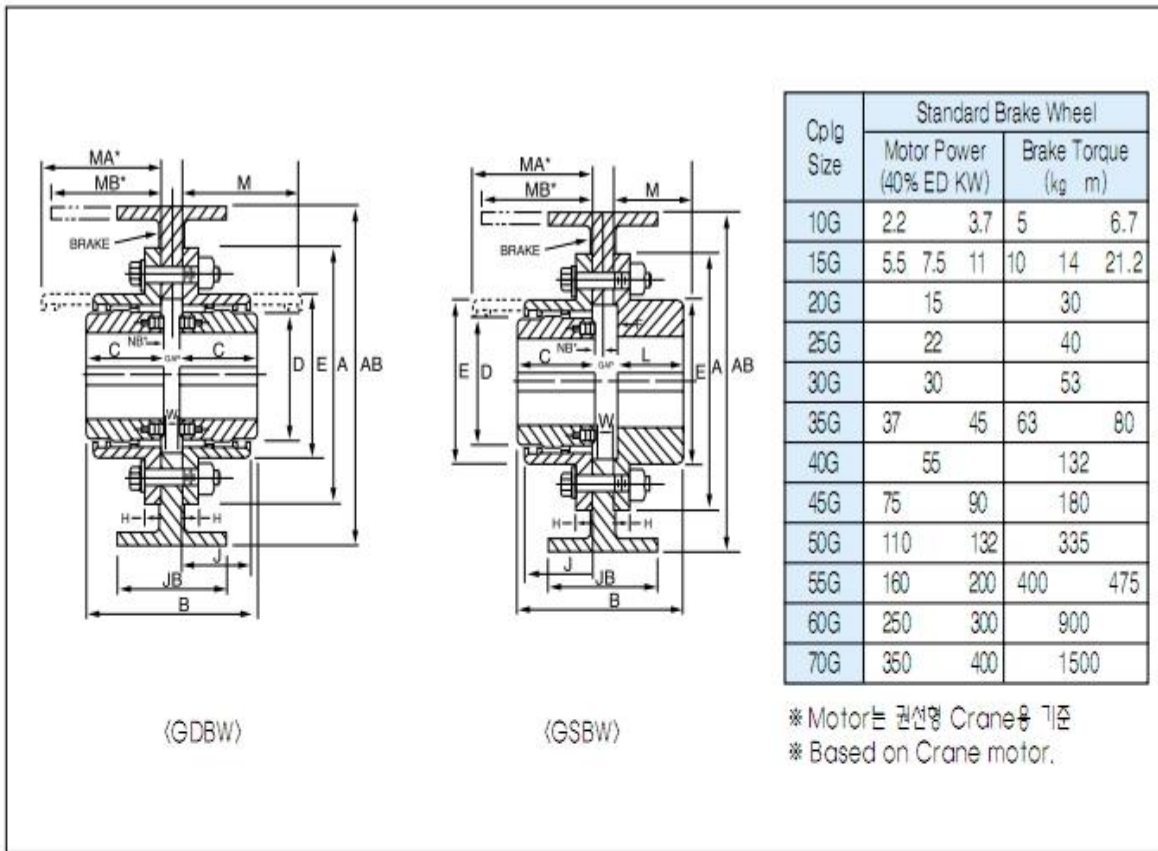 MA*
MB*
M
BRAKE
NB*
C
GAP
C
W
D
E
A
AB
H
H
J
JB
B
<GDBW>
MA*
MB*
M
BRAKE
F
NB*
C
GAP
L
E
D
W
E
A
AB
H
H
J
JB
B
<GSBW>
Cplg Size
Standard Brake Wheel
Motor Power (40% ED KW)
Brake Torque (kg m)
10G 2.2 3.7 5 6.7
15G 5.5 7.5 11 10 14 21.2
20G 15 30
25G 22 40
30G 30 53
35G 37 45 63 80
40G 55 132
45G 75 90 180
50G 110 132 335
55G 160 200 400 475
60G 250 300 900
70G 350 400 1500
※ Motor는 권선형 Crane용 기준
※ Based on Crane motor.